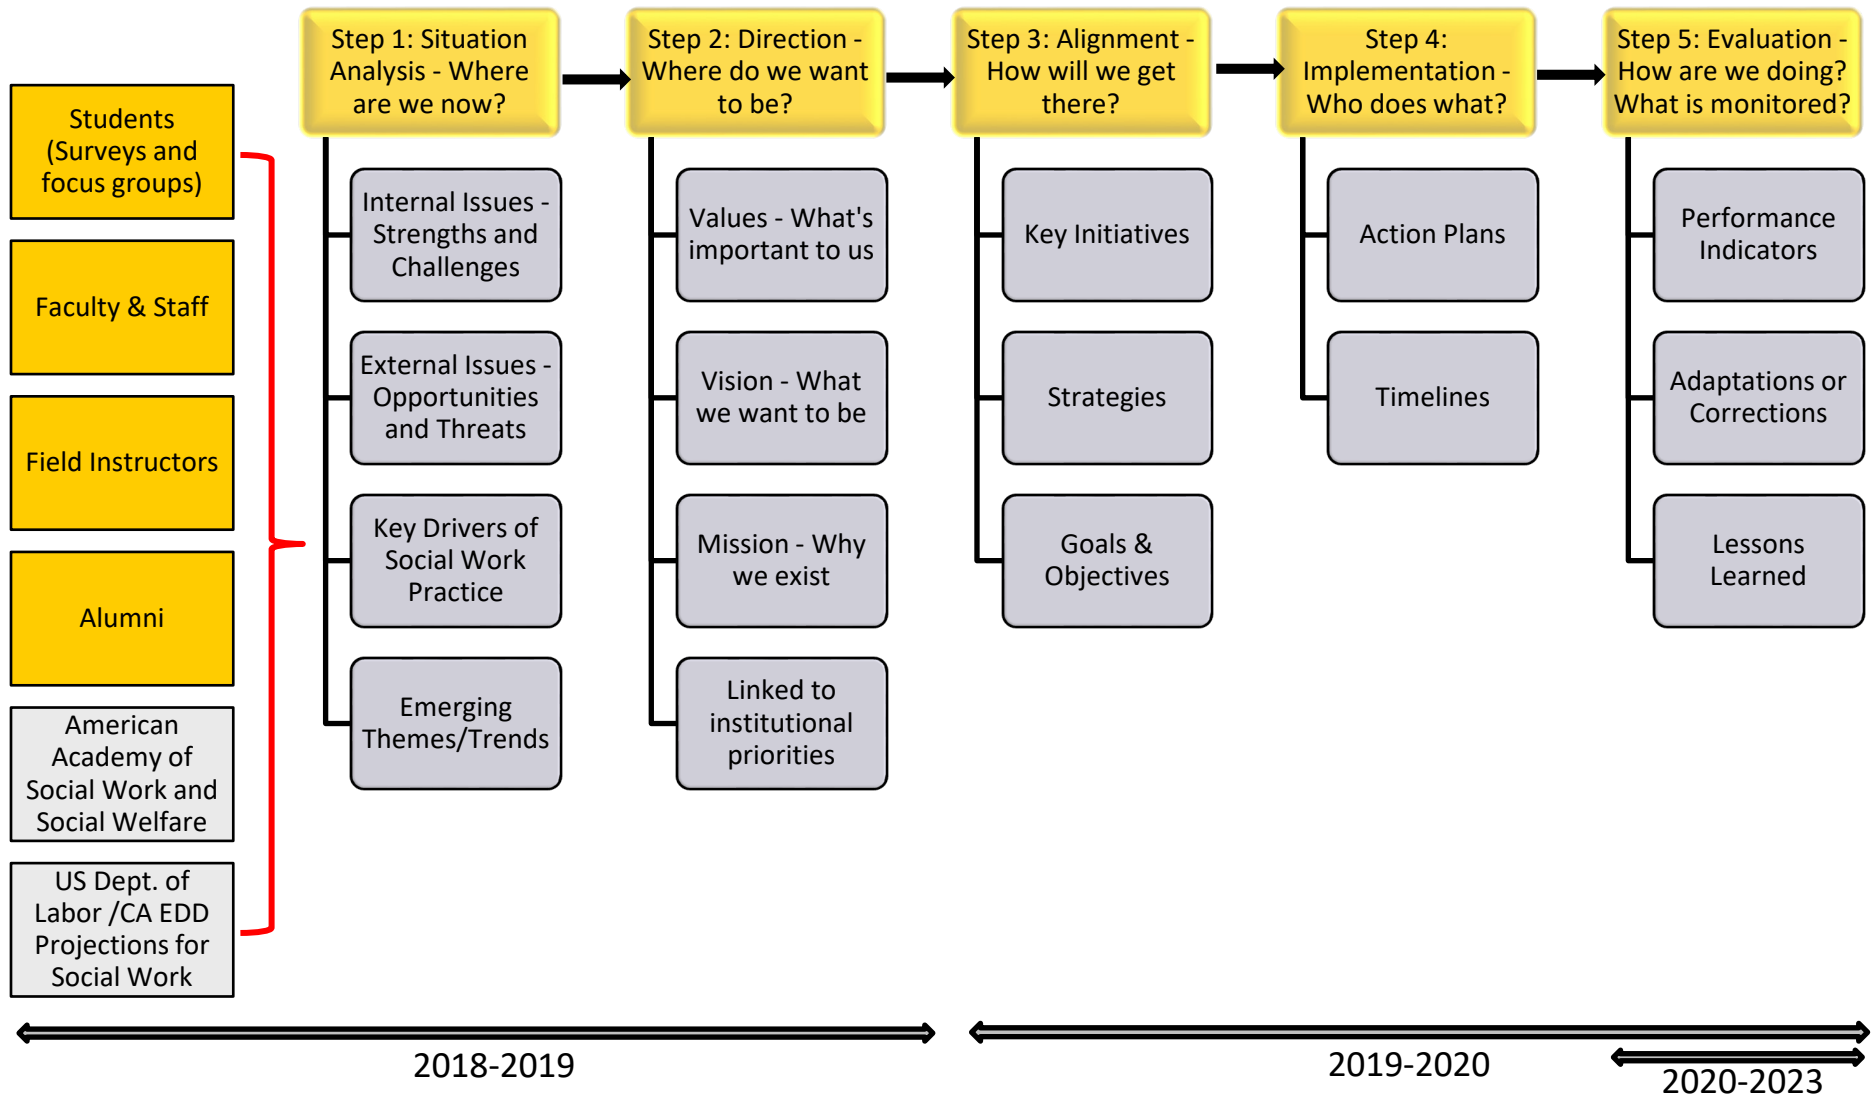 Students
(Surveys and
focus groups)
Faculty & Staff
Field Instructors
Alumni
American
Academy of
Social Work and
Social Welfare
US Dept. of
Labor /CA EDD
Projections for
Social Work
Step 1: Situation
Analysis - Where
are we now?
Internal Issues -
Strengths and
Challenges
External Issues -
Opportunities
and Threats
Key Drivers of
Social Work
Practice
Emerging
Themes/Trends
Step 2: Direction -
Where do we want
to be?
Values - What's
important to us
Vision - What
we want to be
Mission - Why
we exist
Linked to
institutional
priorities
Step 3: Alignment -
How will we get
there?
Key Initiatives
Strategies
Goals &
Objectives
Step 4:
Implementation -
Who does what?
Action Plans
Timelines
Step 5: Evaluation -
How are we doing?
What is monitored?
Performance
Indicators
Adaptations or
Corrections
Lessons
Learned
2018-2019
2019-2020
2020-2023